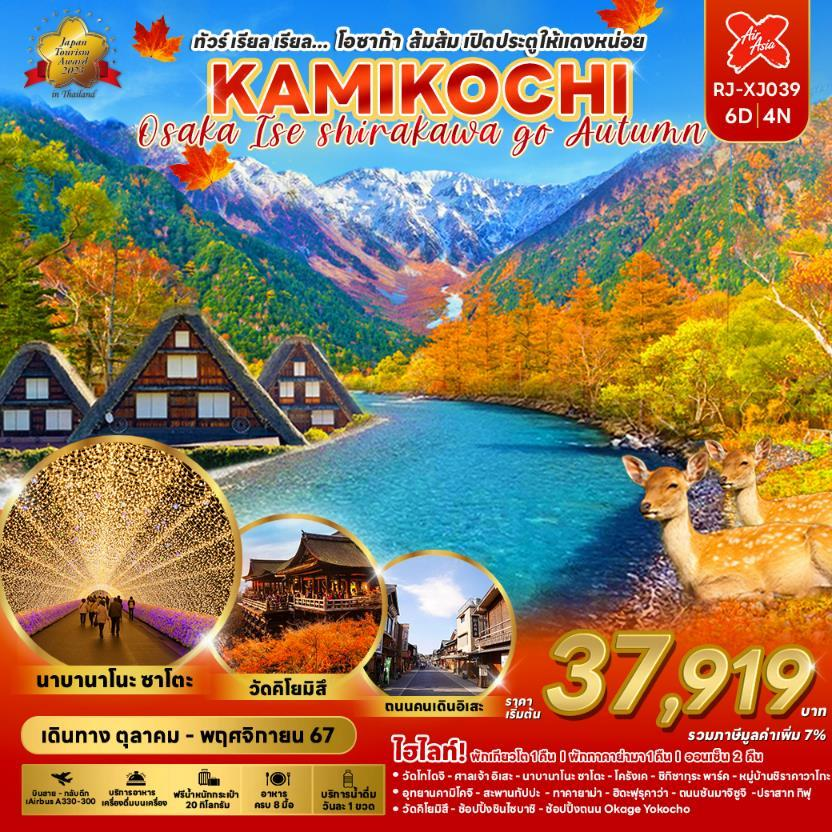 Japan
Tourism
Award
2023
in Thailand
ทัวร์ เรียล เรียล... โอซาก้า ส้มส้ม เปิดประตูให้แดงหน่อย
KAMIKOCHI
Osaka Ise shirakawa go Autumn
Air
Asia
RJ-XJ039
6D | 4N
นาบานาโนะ ซาโตะ
วัดคิโยมิสึ
ถนนคนเดินอิเสะ
ราคา
เริ่มต้น
37,919
บาท
รวมภาษีมูลค่าเพิ่ม 7%
เดินทาง ตุลาคม - พฤศจิกายน 67
ไฮไลท์! พักเกียวโต 1 คืน | พักทาคายาม่า 1 คืน | ออนเซ็น 2 คืน
• วัดโทไดจิ - ศาลเจ้า อิเสะ - นาบานาโนะ ซาโตะ - โครังเค - ชิกิซากุระ พาร์ค - หมู่บ้านชิราคาวาโกะ
• อุทยานคามิโคจิ - สะพานกัปปะ - ทาคายาม่า - ฮิดะฟุรุคาว่า - ถนนซันมาจิซูจิ -ปราสาท กิฟุ
• วัดคิโยมิสึ - ช้อปปิ้งชินไซบาชิ - ช้อปปิ้งถนน Okage Yokocho
บินสาย - กลับดึก
เAirbus A330-300
บริการอาหาร
เครื่องดื่มบนเครื่อง
ฟรีน้ำหนักกระเป๋า
20 กิโลกรัม
อาหาร
ครบ 8 มื้อ
บริการน้ำดื่ม
วันละ 1 ขวด